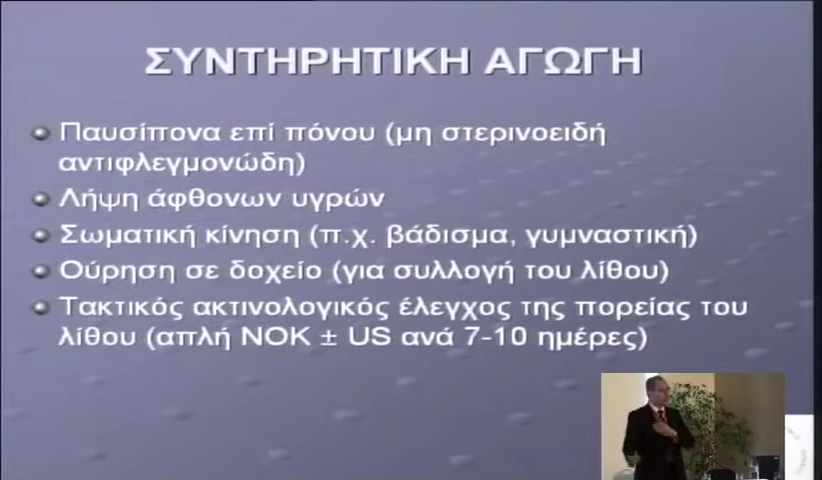 ΣΥΝΤΗΡΗΤΙΚΗ ΑΓΩΓΗ
Παυσίπονα επί πόνου (μη στερινοειδή
αντιφλεγμονώδη)
Λήψη άφθονων υγρών
Σωματική κίνηση (π.χ. βάδισμα, γυμναστική)
Ούρηση σε δοχείο (για συλλογή του λίθου)
Τακτικός ακτινολογικός έλεγχος της πορείας του
λίθου (απλή ΝΟΚ ± US ανά 7-10 ημέρες)